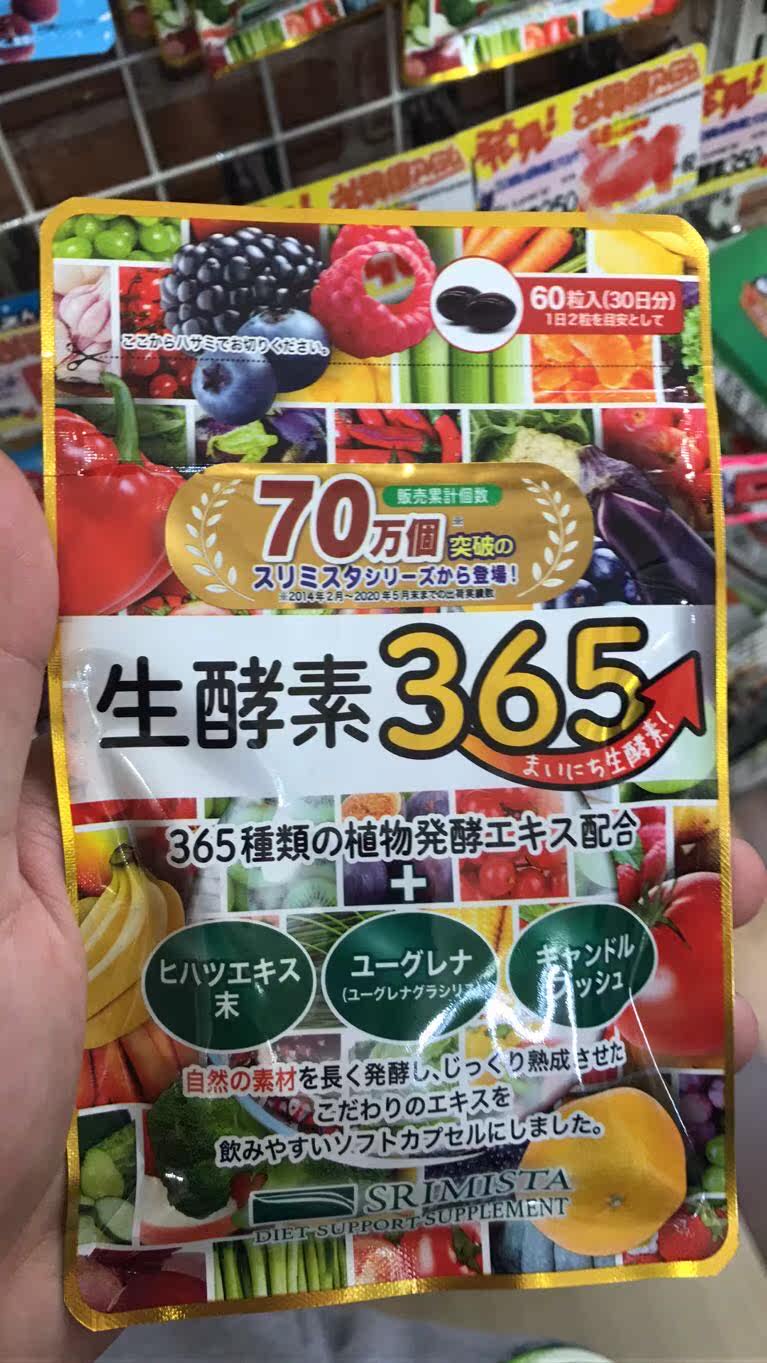 60粒入(30日分)
1日2粒を目安として
ここからハサミでお切りください。
販売累計個数
70万個※突破の
スリミスタシリーズから登場!
※2014年2月〜2020年5月末までの出荷実績数
生酵素365
まいにち生酵素!
365種類の植物発酵エキス配合
+
ヒハツエキス
末
ユーグレナ
(ユーグレナグラシリス)
キャンドル
ブッシュ
自然の素材を長く発酵し、じっくり熟成させた
こだわりのエキスを
飲みやすいソフトカプセルにしました。
SRIMISTA
DIET SUPPORT SUPPLEMENT